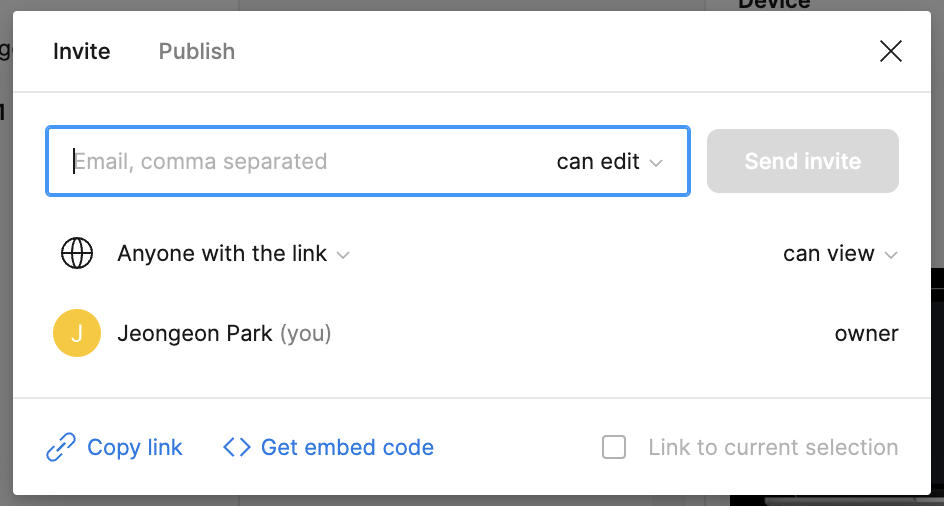 Device
Invite
Publish
Email, comma separated
can edit
Send invite
Anyone with the link
can view
J
Jeongeon Park (you)
owner
Copy link
Get embed code
Link to current selection